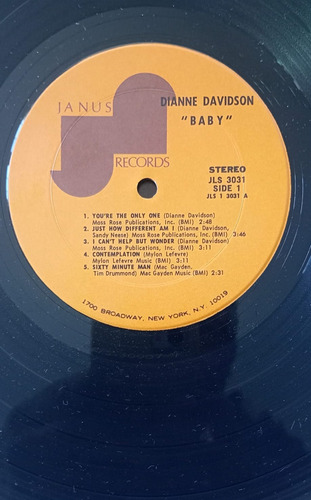 JANUS
RECORDS
DIANNE DAVIDSON
"BABY"
STEREO
JLS 3031
SIDE 1
JLS 1 3031 A
1. YOU'RE THE ONLY ONE (Dianne Davidson)
Moss Rose Publications, Inc. (BMI) 2:48
2. JUST HOW DIFFERENT AM I (Dianne Davidson,
Sandy Neese) Moss Rose Publications, Inc. (BMI) 3:46
3. I CAN'T HELP BUT WONDER (Dianne Davidson)
Moss Rose Publications, Inc. (BMI) 3:11
4. CONTEMPLATION (Mylon Lefevre)
Mylon Lefevre Music (BMI) 3:11
5. SIXTY MINUTE MAN (Mac Gayden,
Tim Drummond) Mac Gayden Music (BMI) 2:31
1700 BROADWAY, NEW YORK, N.Y. 10019